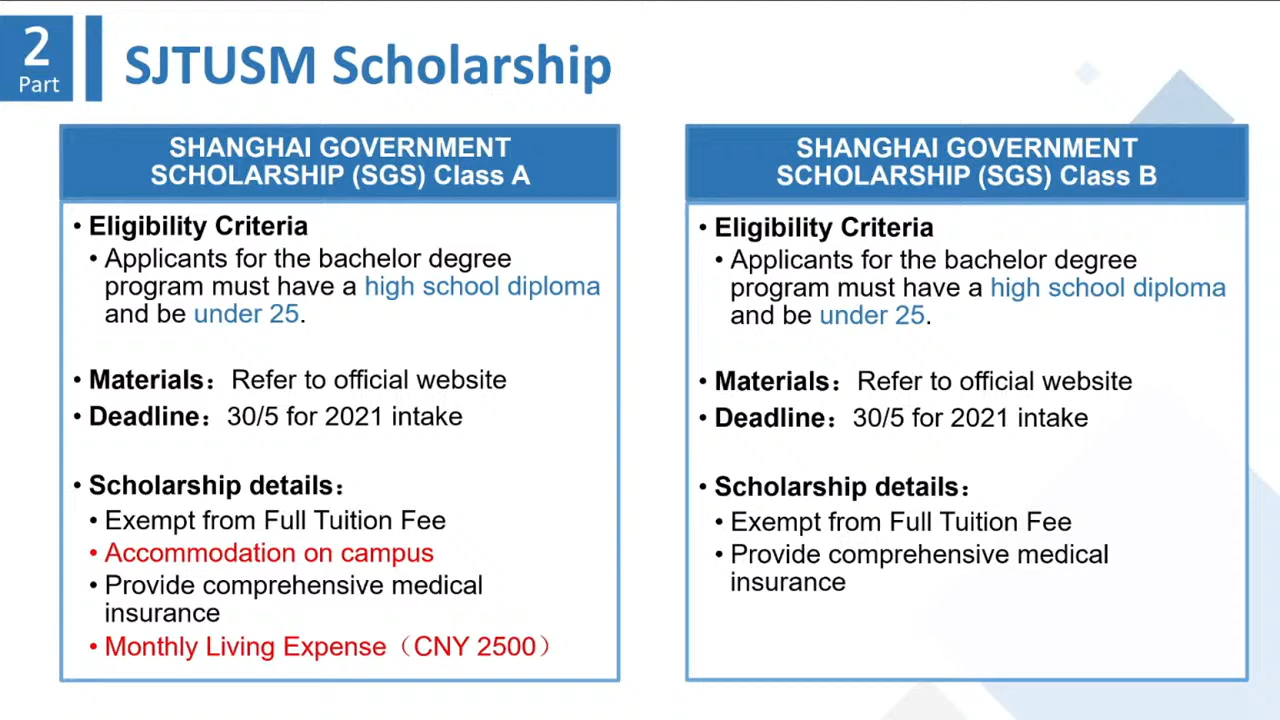 2
Part
SJTUSM Scholarship
SHANGHAI GOVERNMENT
SCHOLARSHIP (SGS) Class A
• Eligibility Criteria
• Applicants for the bachelor degree
program must have a high school diploma
and be under 25.
• Materials：Refer to official website
• Deadline：30/5 for 2021 intake
• Scholarship details：
• Exempt from Full Tuition Fee
• Accommodation on campus
• Provide comprehensive medical
insurance
• Monthly Living Expense（CNY 2500）
SHANGHAI GOVERNMENT
SCHOLARSHIP (SGS) Class B
• Eligibility Criteria
• Applicants for the bachelor degree
program must have a high school diploma
and be under 25.
• Materials：Refer to official website
• Deadline：30/5 for 2021 intake
• Scholarship details：
• Exempt from Full Tuition Fee
• Provide comprehensive medical
insurance